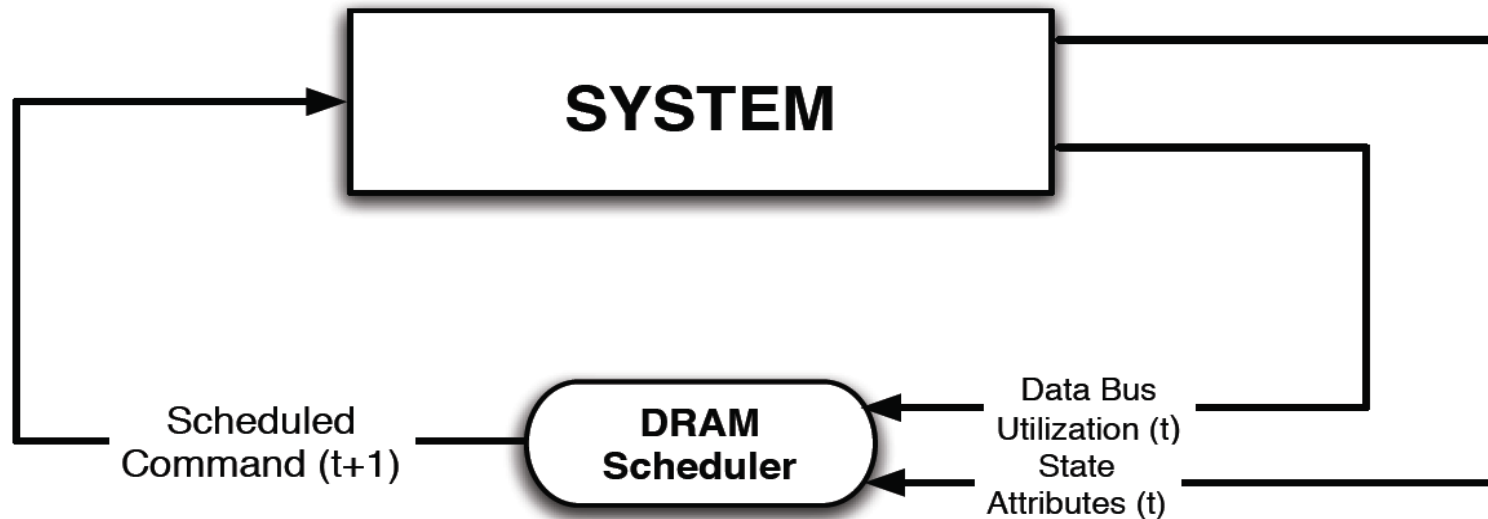 SYSTEM
Data Bus
Utilization (t)
Scheduled
Command (t+1)
DRAM
Scheduler
State
Attributes (t)